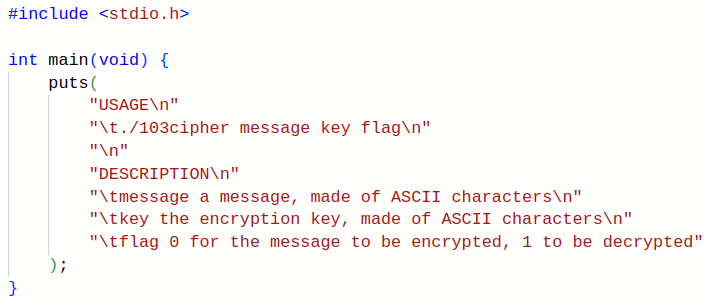 #include <stdio.h>

int main(void) {
    puts(
        "USAGE\n"
        "\t./103cipher message key flag\n"
        "\n"
        "DESCRIPTION\n"
        "\tmessage a message, made of ASCII characters\n"
        "\tkey the encryption key, made of ASCII characters\n"
        "\tflag 0 for the message to be encrypted, 1 to be decrypted"
    );
}